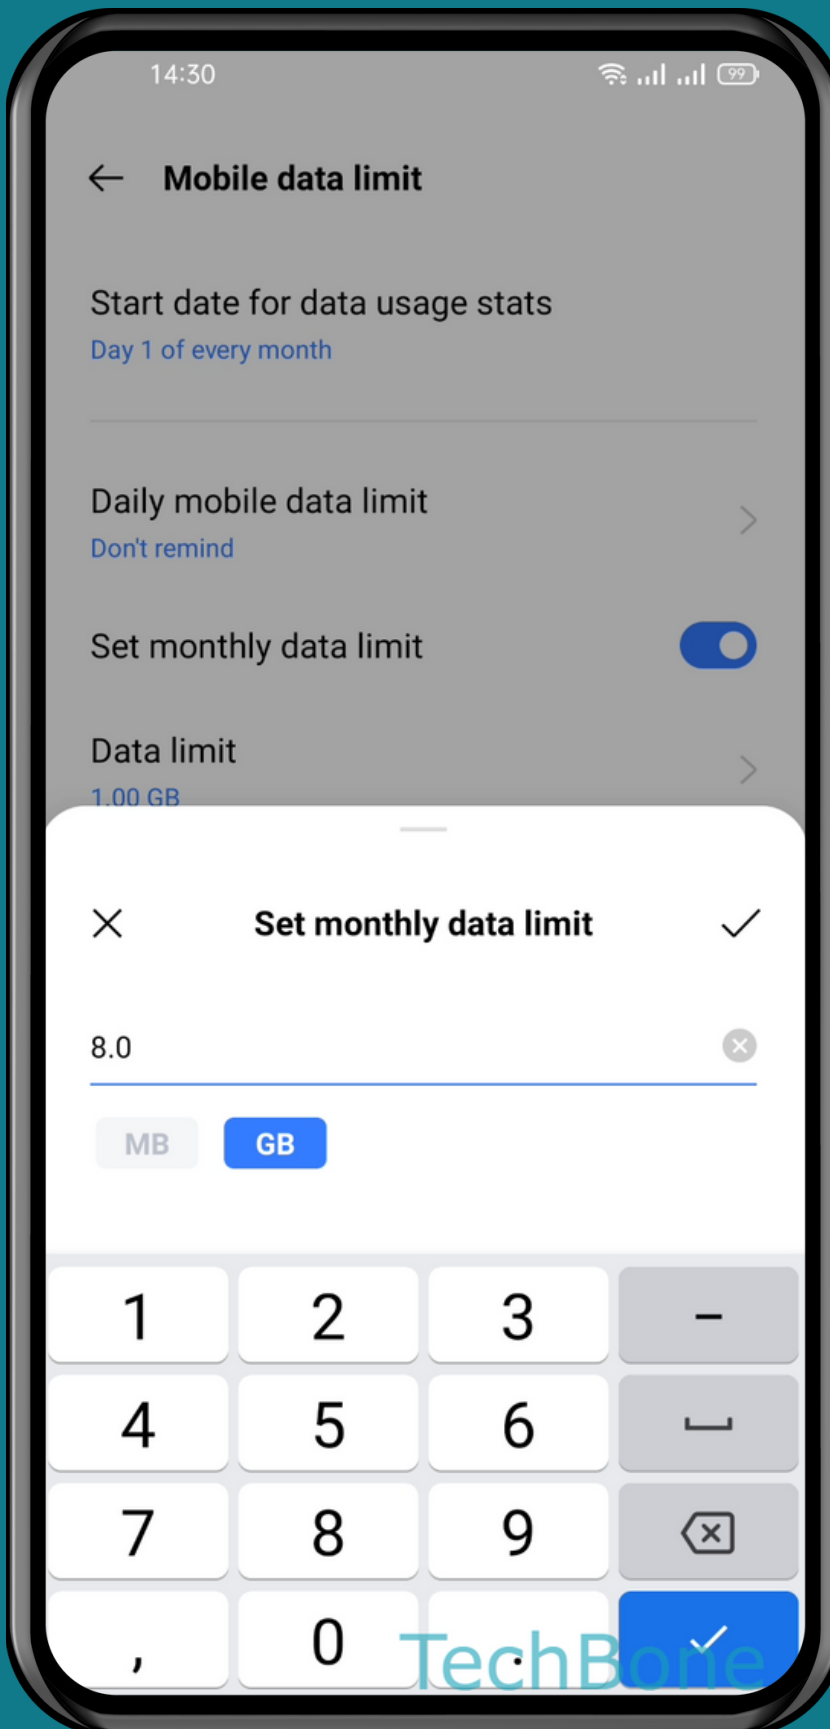 14:30
99
Mobile data limit
Start date for data usage stats
Day 1 of every month
Daily mobile data limit
Don't remind
Set monthly data limit
Data limit
1.00 GB
Set monthly data limit
8.0
MB GB
1 2 3 –
4 5 6
7 8 9
, 0 .
TechBone